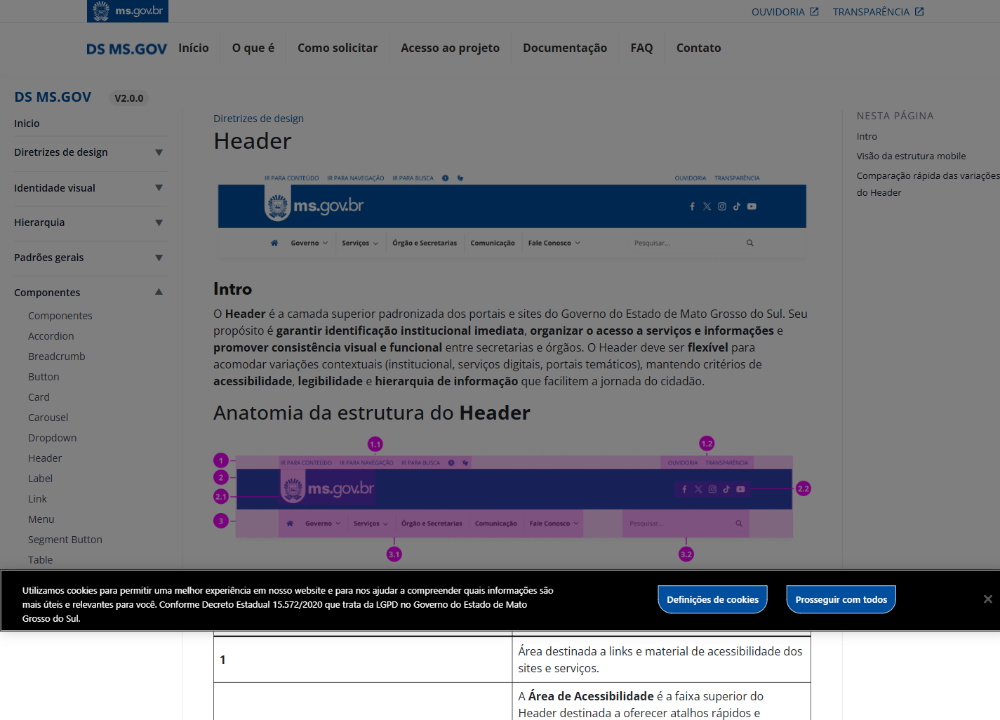 ms.gov.br
OUVIDORIA
TRANSPARÊNCIA
DS MS.GOV
Início
O que é
Como solicitar
Acesso ao projeto
Documentação
FAQ
Contato
DS MS.GOV
V2.0.0
Inicio
Diretrizes de design
Identidade visual
Hierarquia
Padrões gerais
Componentes
Componentes
Accordion
Breadcrumb
Button
Card
Carousel
Dropdown
Header
Label
Link
Menu
Segment Button
Table
Diretrizes de design
Header
IR PARA CONTEÚDO
IR PARA NAVEGAÇÃO
IR PARA BUSCA
OUVIDORIA
TRANSPARÊNCIA
ms.gov.br
Governo
Serviços
Órgão e Secretarias
Comunicação
Fale Conosco
Pesquisar...
Intro
O Header é a camada superior padronizada dos portais e sites do Governo do Estado de Mato Grosso do Sul. Seu
propósito é garantir identificação institucional imediata, organizar o acesso a serviços e informações e
promover consistência visual e funcional entre secretarias e órgãos. O Header deve ser flexível para
acomodar variações contextuais (institucional, serviços digitais, portais temáticos), mantendo critérios de
acessibilidade, legibilidade e hierarquia de informação que facilitem a jornada do cidadão.
Anatomia da estrutura do Header
1.1
1.2
1
IR PARA CONTEÚDO
IR PARA NAVEGAÇÃO
IR PARA BUSCA
OUVIDORIA
TRANSPARÊNCIA
2
2.1
ms.gov.br
2.2
3
Governo
Serviços
Órgão e Secretarias
Comunicação
Fale Conosco
Pesquisar...
3.1
3.2
NESTA PÁGINA
Intro
Visão da estrutura mobile
Comparação rápida das variações
do Header
Utilizamos cookies para permitir uma melhor experiência em nosso website e para nos ajudar a compreender quais informações são
mais úteis e relevantes para você. Conforme Decreto Estadual 15.572/2020 que trata da LGPD no Governo do Estado de Mato
Grosso do Sul.
Definições de cookies
Prosseguir com todos
1
Área destinada a links e material de acessibilidade dos
sites e serviços.
A Área de Acessibilidade é a faixa superior do
Header destinada a oferecer atalhos rápidos e